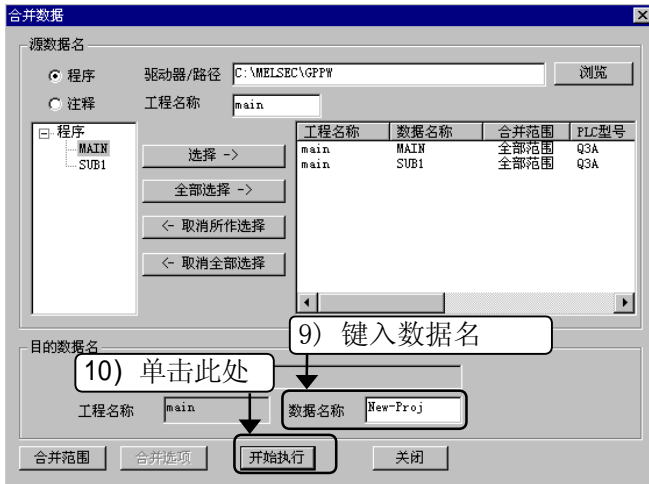 合并数据
源数据名
程序 驱动器/路径 C:\MELSEC\GPPW 浏览
注释 工程名称 main
程序
MAIN
SUB1
选择 ->
全部选择 ->
<- 取消所作选择
<- 取消全部选择
工程名称 数据名称 合并范围 PLC型号
main MAIN 全部范围 Q3A
main SUB1 全部范围 Q3A
9) 键入数据名
目的数据名
10) 单击此处
工程名称 main 数据名称 New-Proj
合并范围 合并选项 开始执行 关闭